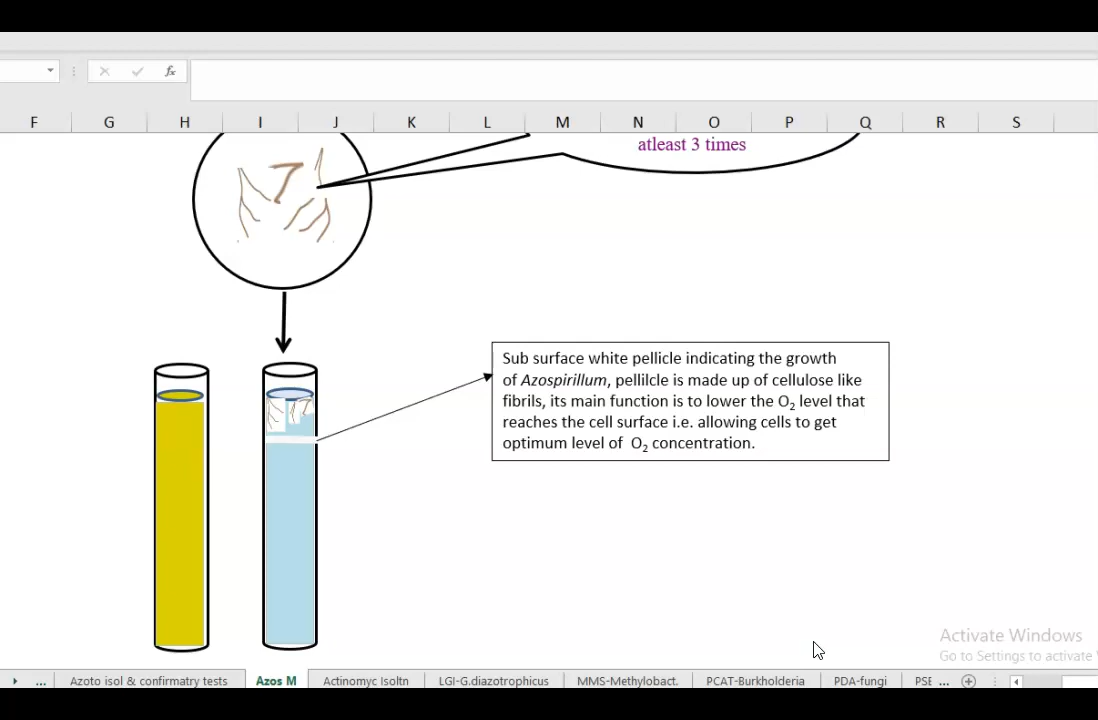 fx
F G H I J K L M N O P Q R S
atleast 3 times
Sub surface white pellicle indicating the growth
of Azospirillum, pellilcle is made up of cellulose like
fibrils, its main function is to lower the O2 level that
reaches the cell surface i.e. allowing cells to get
optimum level of O2 concentration.
Activate Windows
Go to Settings to activate
... Azoto isol & confirmatry tests Azos M Actinomyc Isoltn LGI-G.diazotrophicus MMS-Methylobact. PCAT-Burkholderia PDA-fungi PSE ...